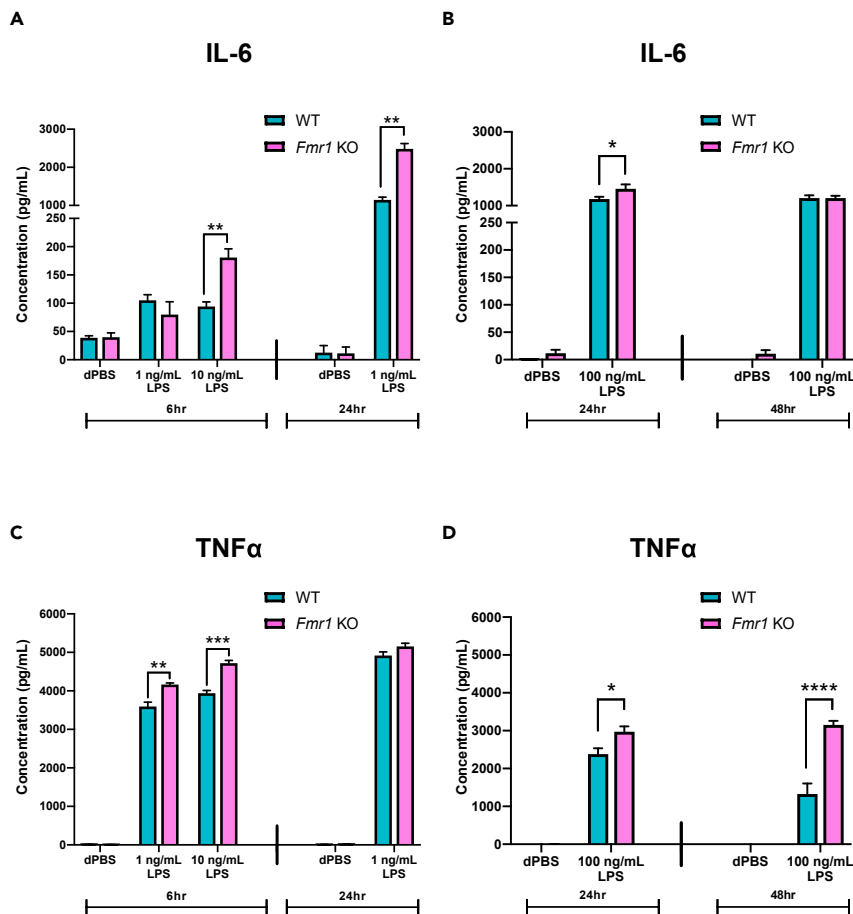 A
IL-6
WT
Fmr1 KO
Concentration (pg/mL)
3000
2000
1000
250
200
150
100
50
0
**
**
dPBS
1 ng/mL
LPS
10 ng/mL
LPS
dPBS
1 ng/mL
LPS
6hr
24hr
B
IL-6
WT
Fmr1 KO
Concentration (pg/mL)
3000
2000
1000
250
200
150
100
50
0
*
dPBS
100 ng/mL
LPS
dPBS
100 ng/mL
LPS
24hr
48hr
C
TNFα
WT
Fmr1 KO
Concentration (pg/mL)
6000
5000
4000
3000
2000
1000
0
**
***
dPBS
1 ng/mL
LPS
10 ng/mL
LPS
dPBS
1 ng/mL
LPS
6hr
24hr
D
TNFα
WT
Fmr1 KO
Concentration (pg/mL)
6000
5000
4000
3000
2000
1000
0
*
****
dPBS
100 ng/mL
LPS
dPBS
100 ng/mL
LPS
24hr
48hr